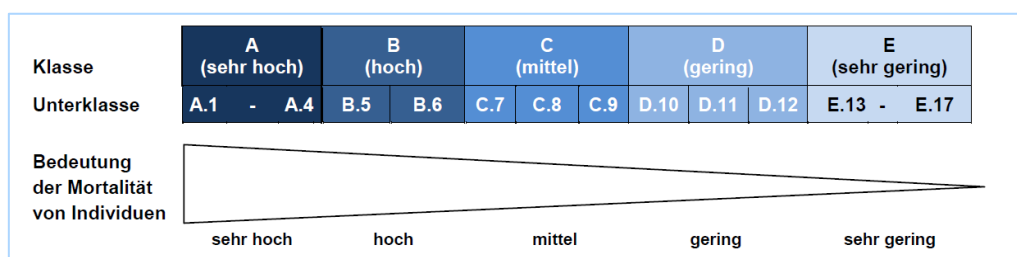 Klasse
A
(sehr hoch)
B
(hoch)
C
(mittel)
D
(gering)
E
(sehr gering)
Unterklasse A.1 - A.4 B.5 B.6 C.7 C.8 C.9 D.10 D.11 D.12 E.13 - E.17
Bedeutung
der Mortalität
von Individuen
sehr hoch hoch mittel gering sehr gering